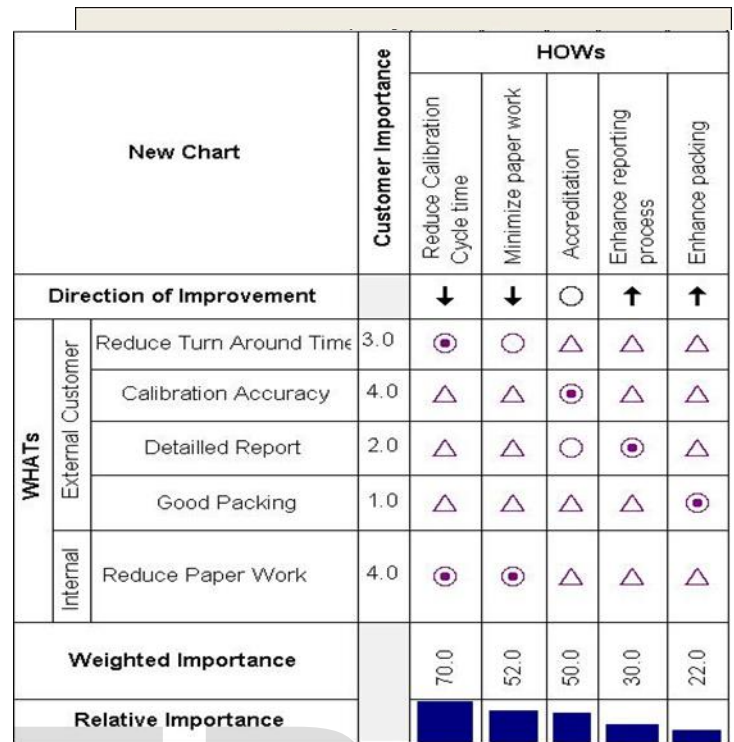 HOWs
New Chart
Customer Importance
Reduce Calibration
Cycle time
Minimize paper work
Accreditation
Enhance reporting
process
Enhance packing
Direction of Improvement
WHATs
External Customer
Reduce Turn Around Time 3.0
Calibration Accuracy 4.0
Detailled Report 2.0
Good Packing 1.0
Internal
Reduce Paper Work 4.0
Weighted Importance 70.0 52.0 50.0 30.0 22.0
Relative Importance